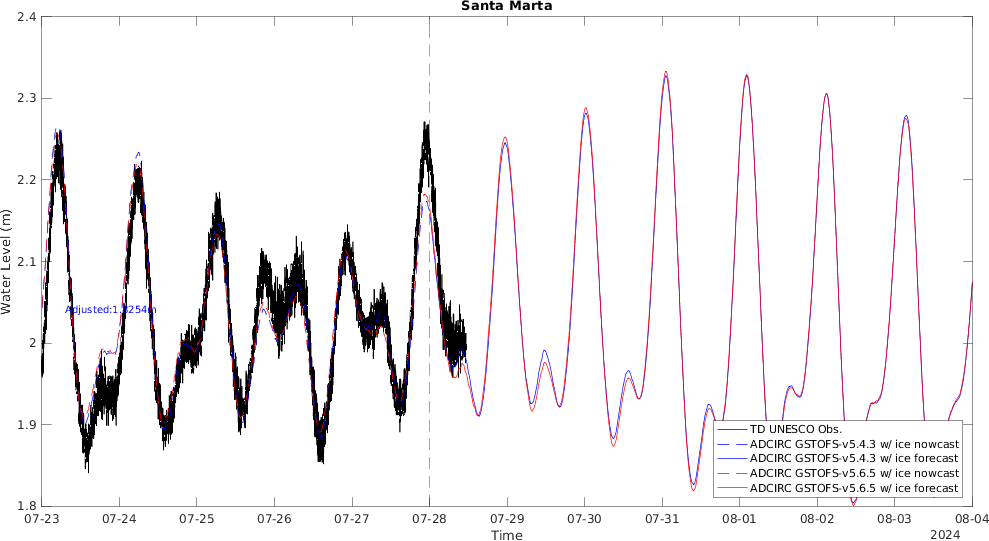 Santa Marta
2.4
2.3
2.2
2.1
2
1.9
1.8
Water Level (m)
TD UNESCO Obs.
ADCIRC GSTOFS-v5.4.3 w/ ice nowcast
ADCIRC GSTOFS-v5.4.3 w/ ice forecast
ADCIRC GSTOFS-v5.6.5 w/ ice nowcast
ADCIRC GSTOFS-v5.6.5 w/ ice forecast
07-23 07-24 07-25 07-26 07-27 07-28 07-29 07-30 07-31 08-01 08-02 08-03 08-04
Time
2024